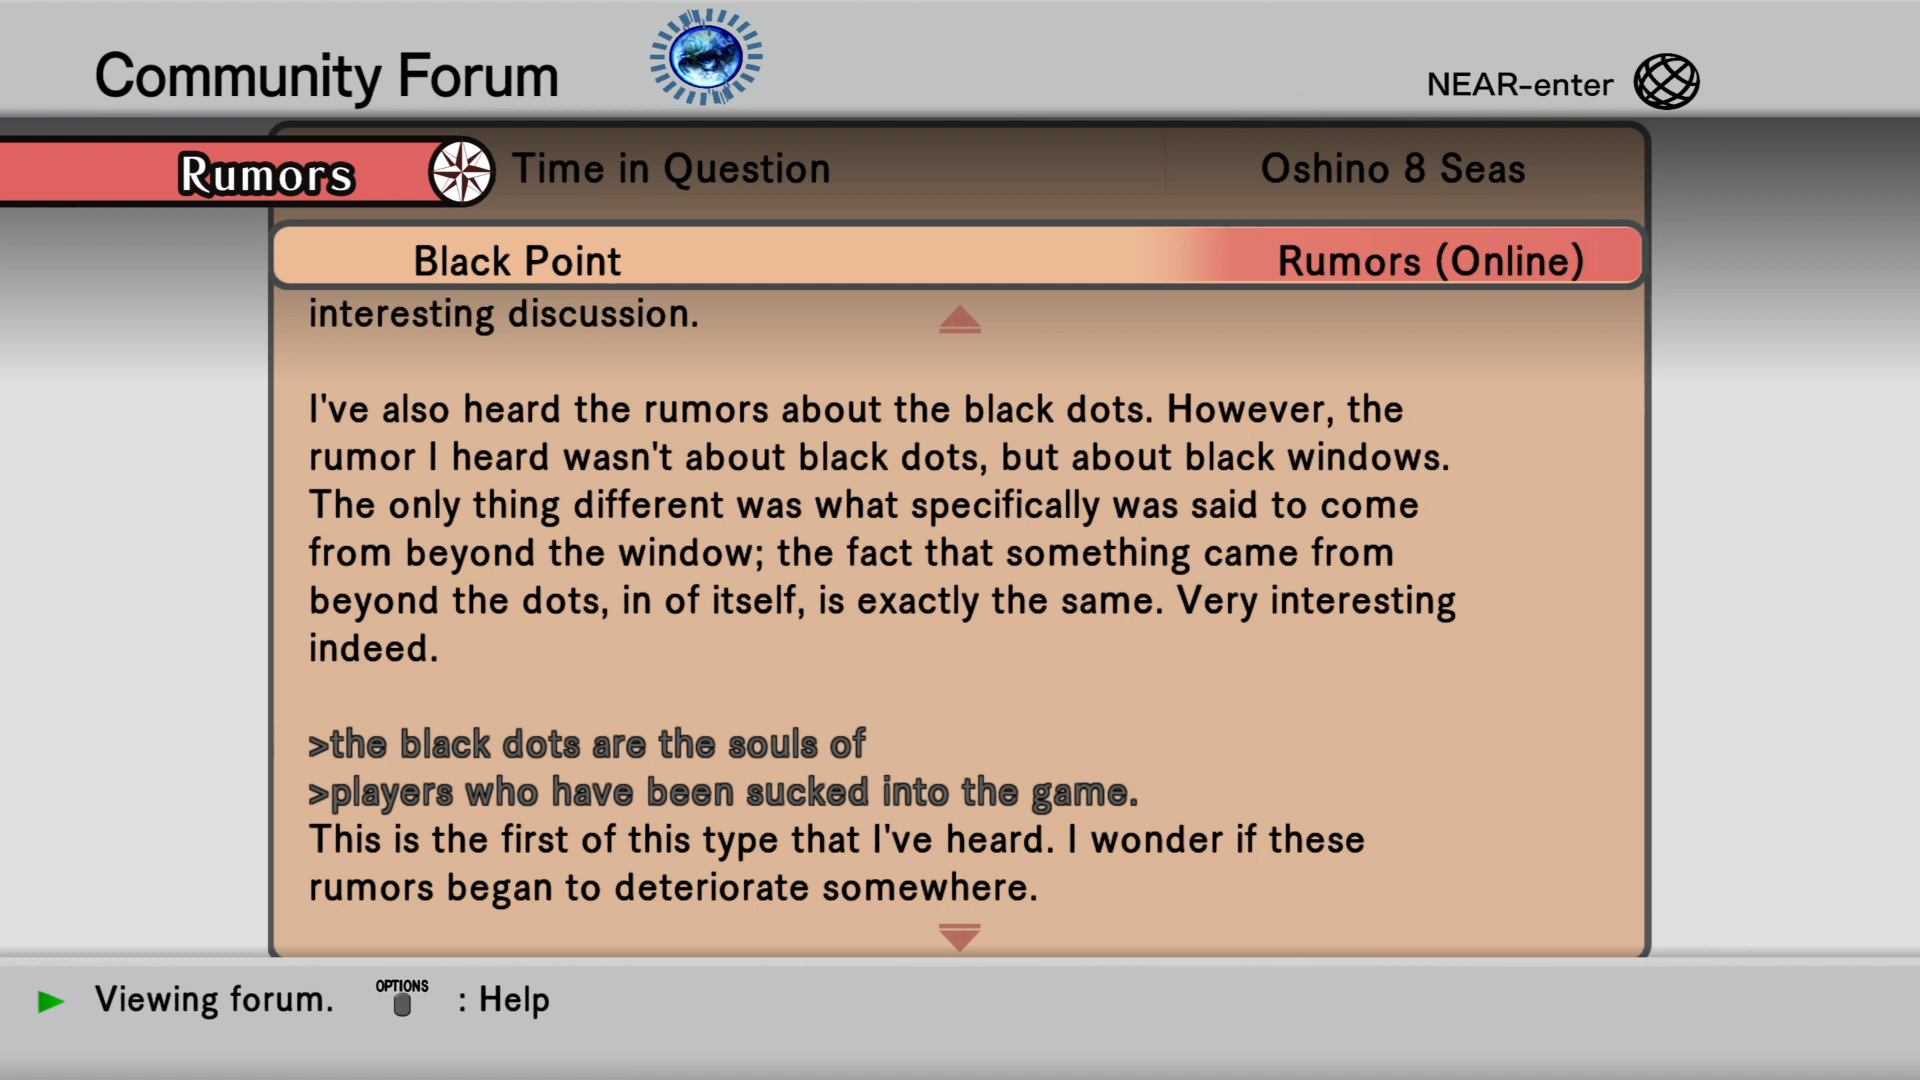 Community Forum
NEAR-enter
Rumors
Time in Question
Oshino 8 Seas
Black Point
Rumors (Online)
interesting discussion.
I've also heard the rumors about the black dots. However, the
rumor I heard wasn't about black dots, but about black windows.
The only thing different was what specifically was said to come
from beyond the window; the fact that something came from
beyond the dots, in of itself, is exactly the same. Very interesting
indeed.
>the black dots are the souls of
>players who have been sucked into the game.
This is the first of this type that I've heard. I wonder if these
rumors began to deteriorate somewhere.
Viewing forum.
OPTIONS
: Help